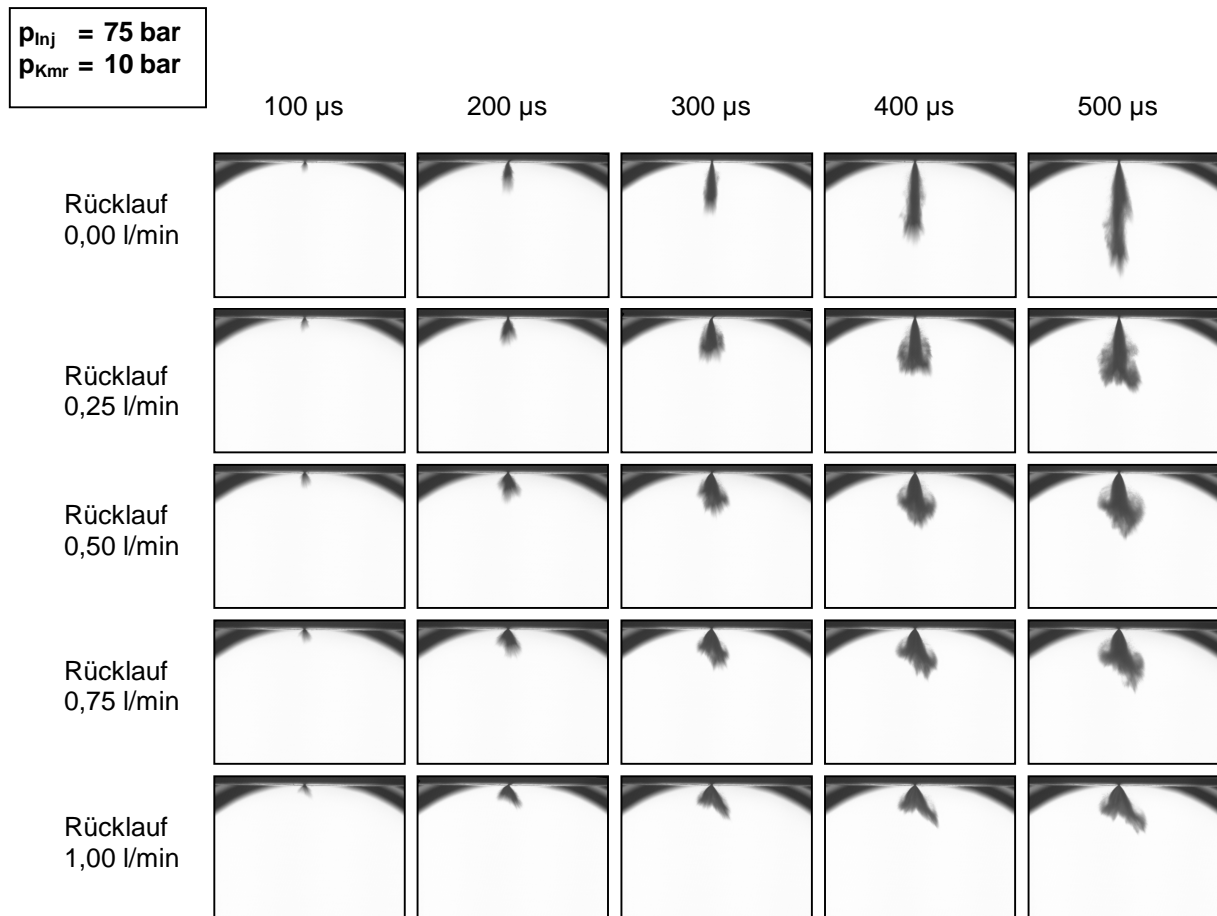 pInj = 75 bar
pKmr = 10 bar
100 µs 200 µs 300 µs 400 µs 500 µs
Rücklauf
0,00 l/min
Rücklauf
0,25 l/min
Rücklauf
0,50 l/min
Rücklauf
0,75 l/min
Rücklauf
1,00 l/min